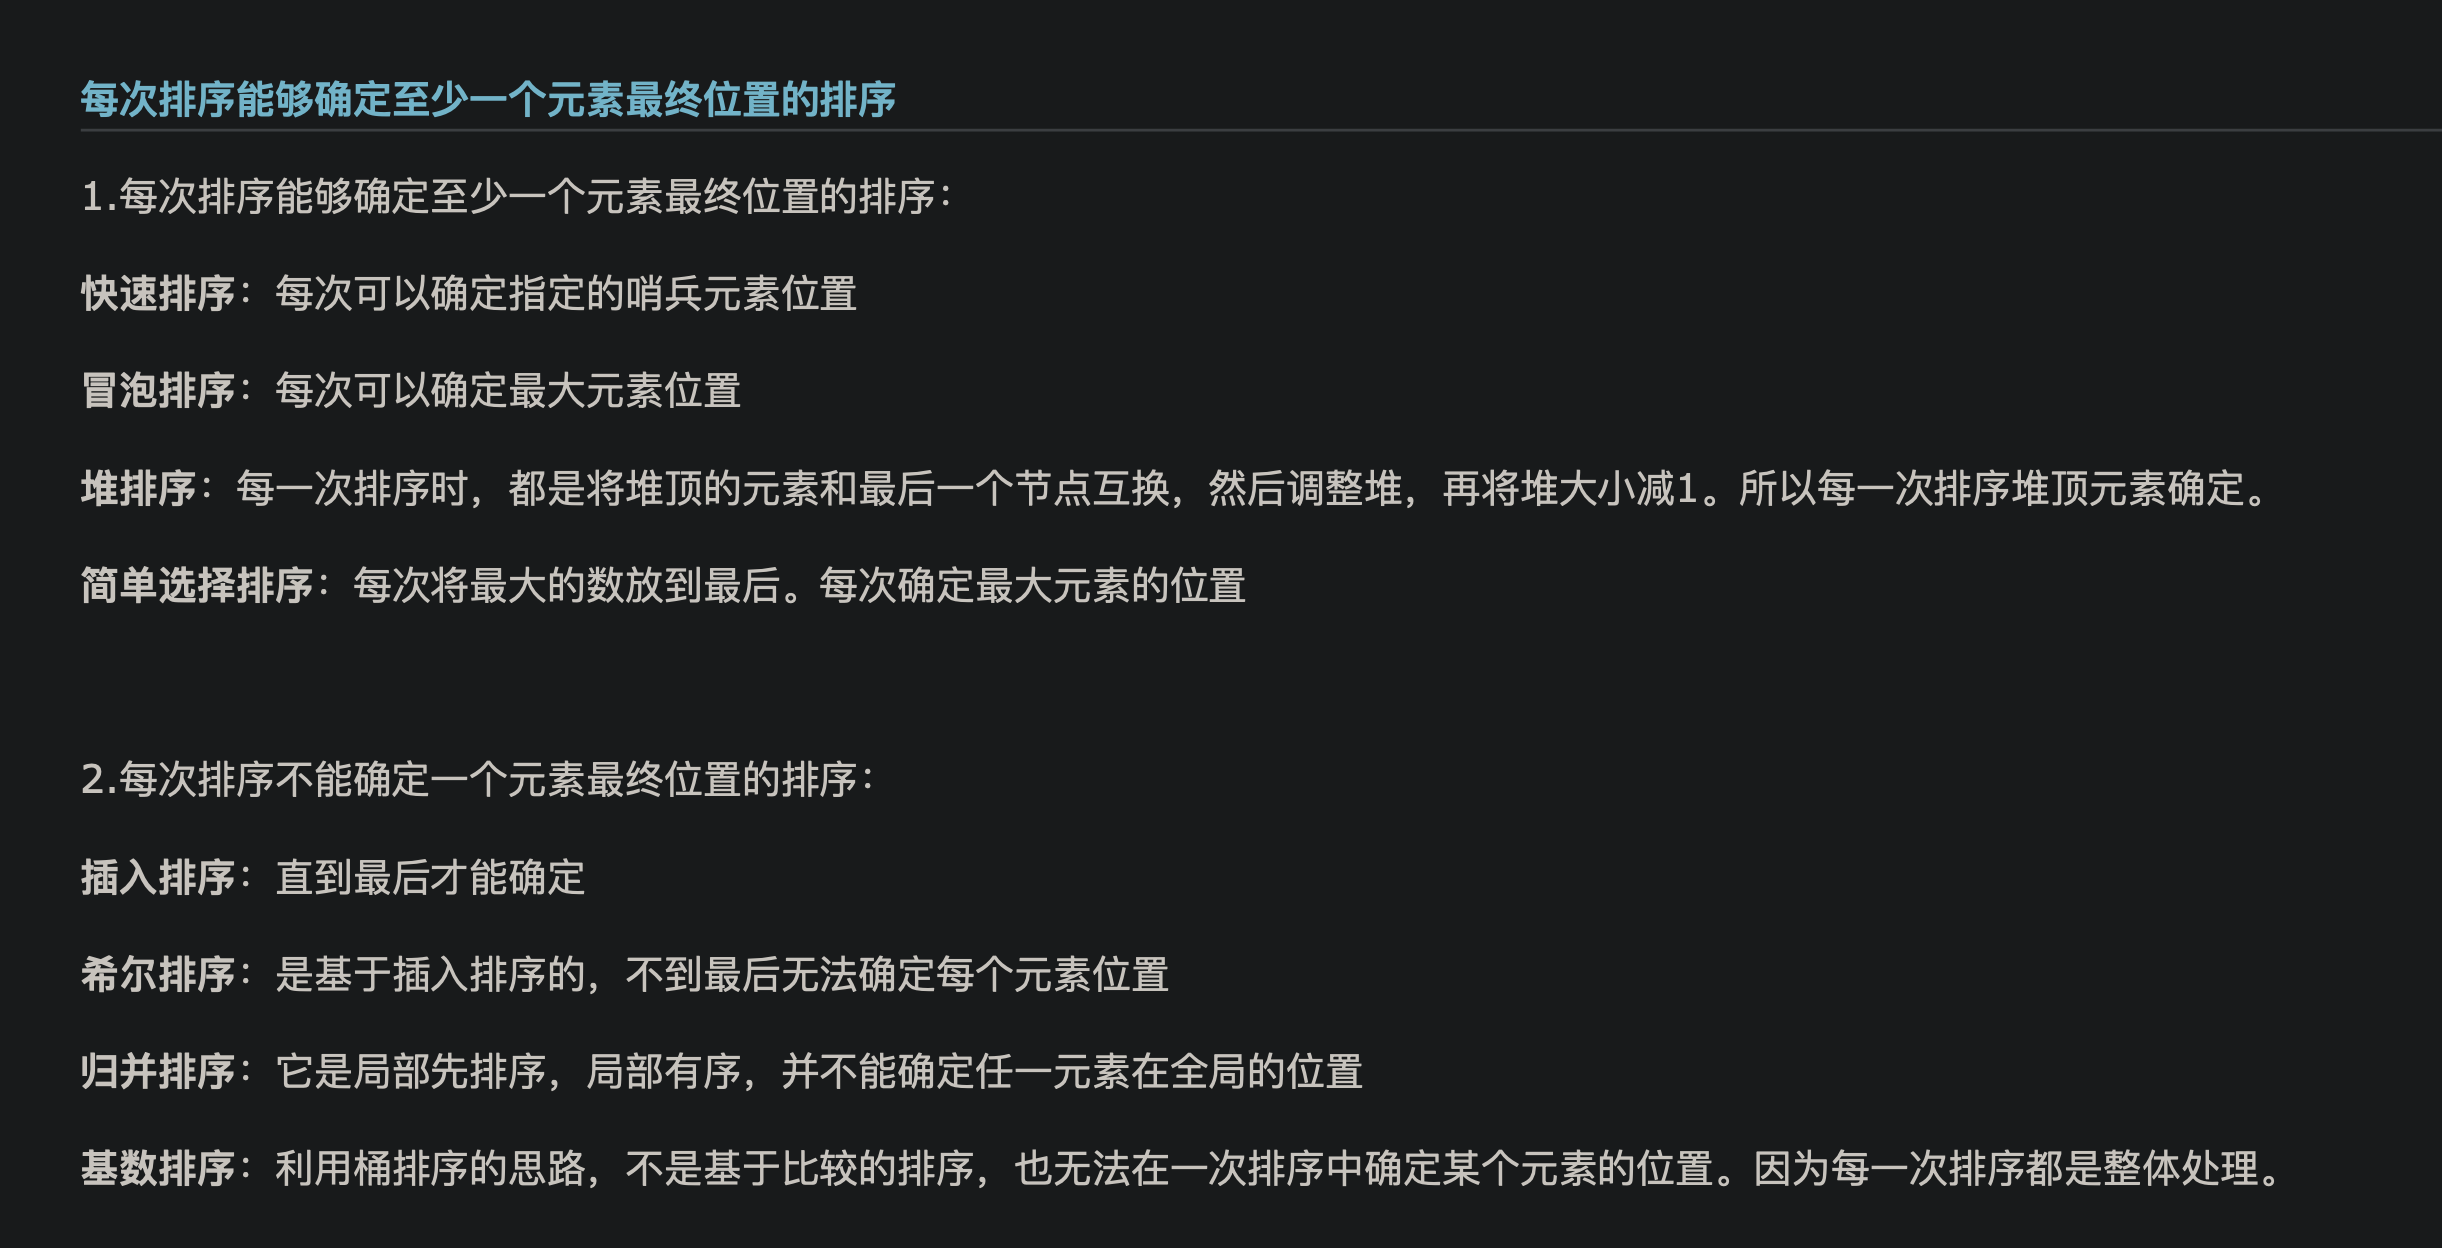 每次排序能够确定至少一个元素最终位置的排序
1.每次排序能够确定至少一个元素最终位置的排序：
快速排序：每次可以确定指定的哨兵元素位置
冒泡排序：每次可以确定最大元素位置
堆排序：每一次排序时，都是将堆顶的元素和最后一个节点互换，然后调整堆，再将堆大小减1。所以每一次排序堆顶元素确定。
简单选择排序：每次将最大的数放到最后。每次确定最大元素的位置
2.每次排序不能确定一个元素最终位置的排序：
插入排序：直到最后才能确定
希尔排序：是基于插入排序的，不到最后无法确定每个元素位置
归并排序：它是局部先排序，局部有序，并不能确定任一元素在全局的位置
基数排序：利用桶排序的思路，不是基于比较的排序，也无法在一次排序中确定某个元素的位置。因为每一次排序都是整体处理。